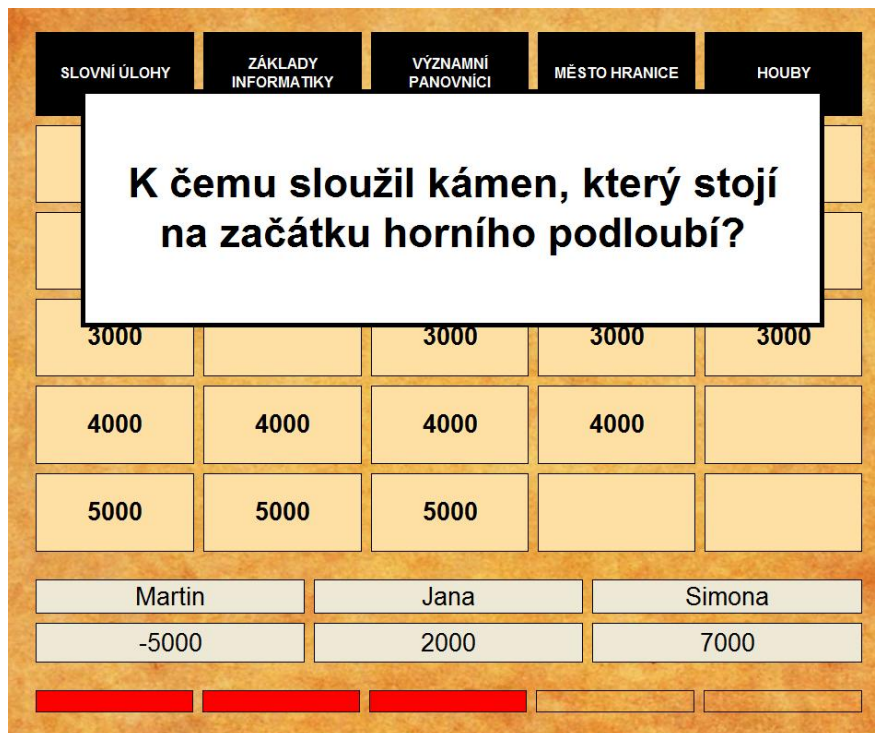 SLOVNÍ ÚLOHY
ZÁKLADY
INFORMATIKY
VÝZNAMNÍ
PANOVNÍCI
MĚSTO HRANICE
HOUBY
K čemu sloužil kámen, který stojí
na začátku horního podloubí?
3000 3000 3000 3000
4000 4000 4000 4000
5000 5000 5000
Martin Jana Simona
-5000 2000 7000